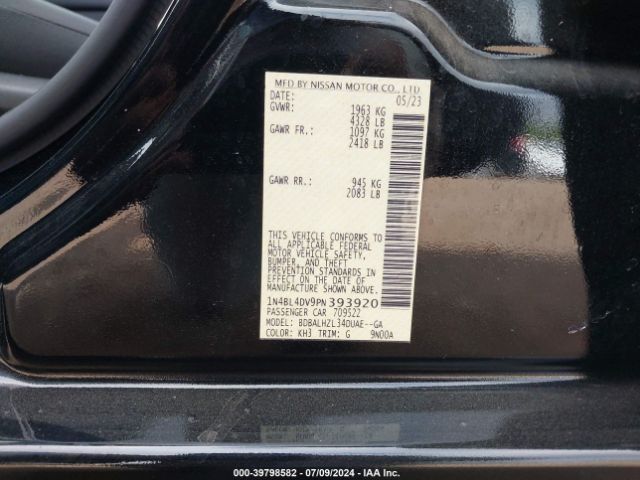 MFD BY NISSAN MOTOR CO., LTD.
DATE: 05/23
GVWR: 1963 KG
4328 LB
GAWR FR.: 1097 KG
2418 LB
GAWR RR.: 945 KG
2083 LB
THIS VEHICLE CONFORMS TO
ALL APPLICABLE FEDERAL
MOTOR VEHICLE SAFETY,
BUMPER, AND THEFT
PREVENTION STANDARDS IN
EFFECT ON THE DATE OF
MANUFACTURE SHOWN ABOVE.
1N4BL4DV9PN393920
PASSENGER CAR 709522
MODEL: BDBALHZL34DUAE--GA
COLOR: KH3 TRIM: G 9N00A
000-39798582 / 07/09/2024 - IAA Inc.